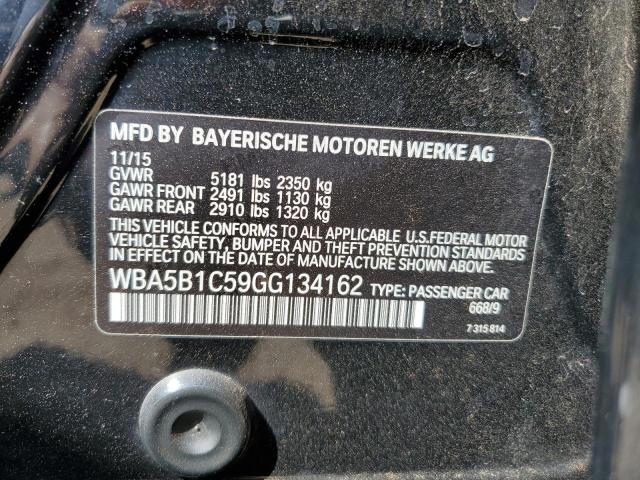 MFD BY BAYERISCHE MOTOREN WERKE AG
11/15
GVWR 5181 lbs 2350 kg
GAWR FRONT 2491 lbs 1130 kg
GAWR REAR 2910 lbs 1320 kg
THIS VEHICLE CONFORMS TO ALL APPLICABLE U.S.FEDERAL MOTOR
VEHICLE SAFETY, BUMPER AND THEFT PREVENTION STANDARDS
IN EFFECT ON THE DATE OF MANUFACTURE SHOWN ABOVE.
WBA5B1C59GG134162 TYPE: PASSENGER CAR
668/9
7 315 814